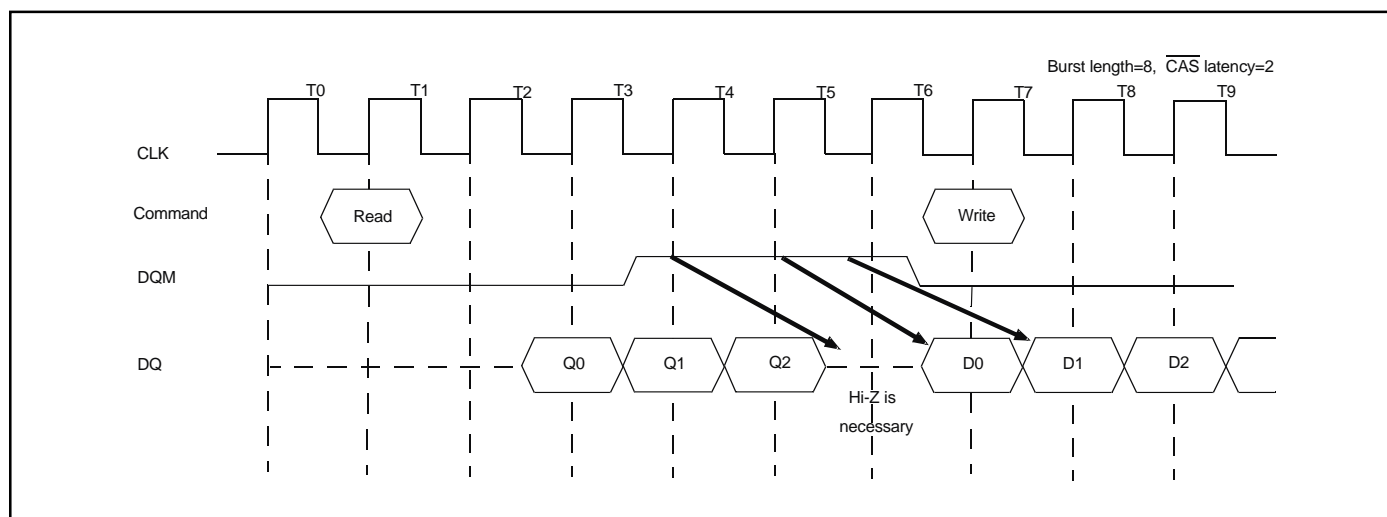 Burst length=8, CAS latency=2
T0 T1 T2 T3 T4 T5 T6 T7 T8 T9
CLK
Command Read Write
DQM
DQ Q0 Q1 Q2 D0 D1 D2
Hi-Z is
necessary